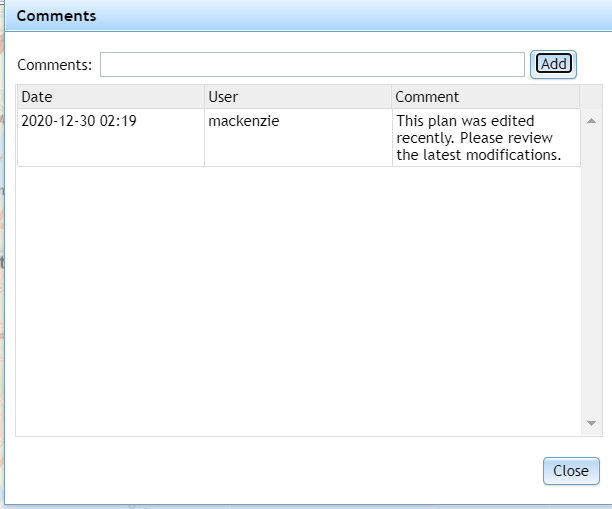 Comments
Comments: Add
Date User Comment
2020-12-30 02:19 mackenzie This plan was edited
recently. Please review
the latest modifications.
Close